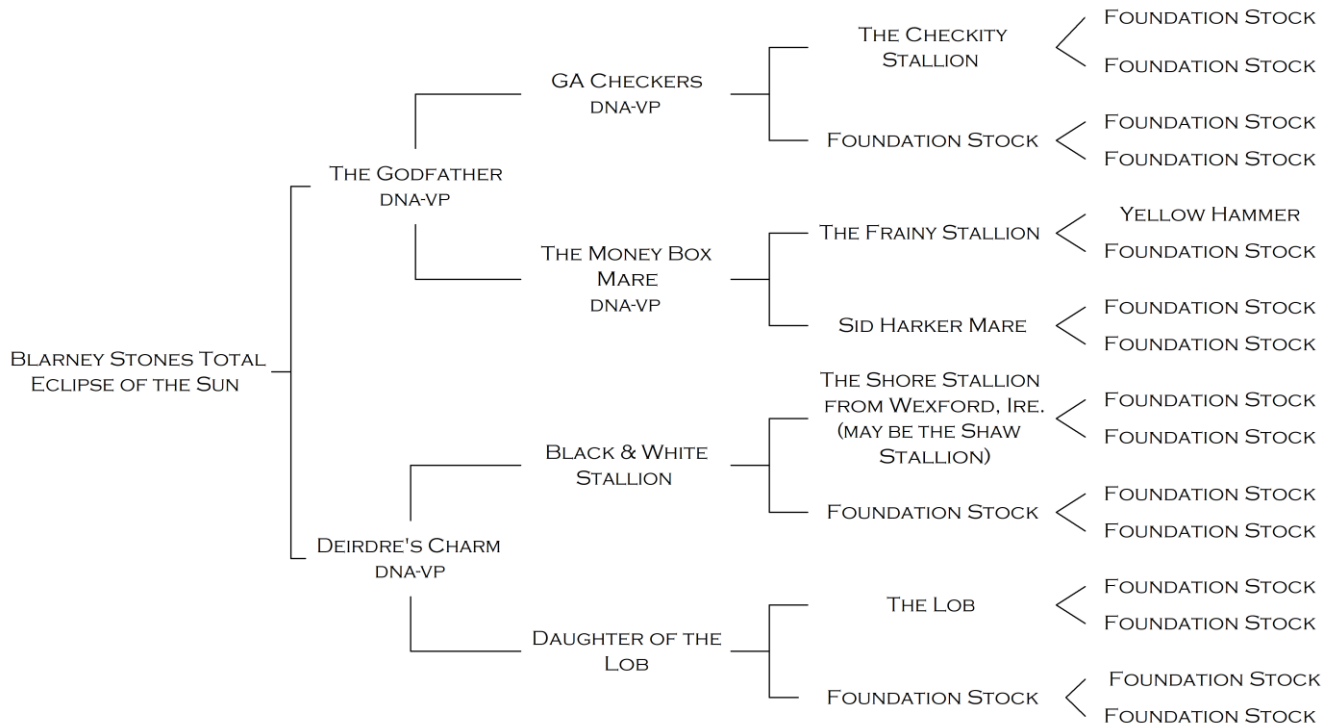 Foundation Stock
The Checkity
Stallion
Foundation Stock
GA Checkers
DNA-VP
Foundation Stock
Foundation Stock
Foundation Stock
The Godfather
DNA-VP
Yellow Hammer
The Frainy Stallion
Foundation Stock
The Money Box
Mare
DNA-VP
Foundation Stock
Sid Harker Mare
Foundation Stock
Blarney Stones Total
Eclipse of the Sun
The Shore Stallion
from Wexford, Ire.
(may be the Shaw
Stallion)
Foundation Stock
Foundation Stock
Black & White
Stallion
Foundation Stock
Foundation Stock
Foundation Stock
Deirdre's Charm
DNA-VP
Foundation Stock
The Lob
Foundation Stock
Daughter of the
Lob
Foundation Stock
Foundation Stock
Foundation Stock